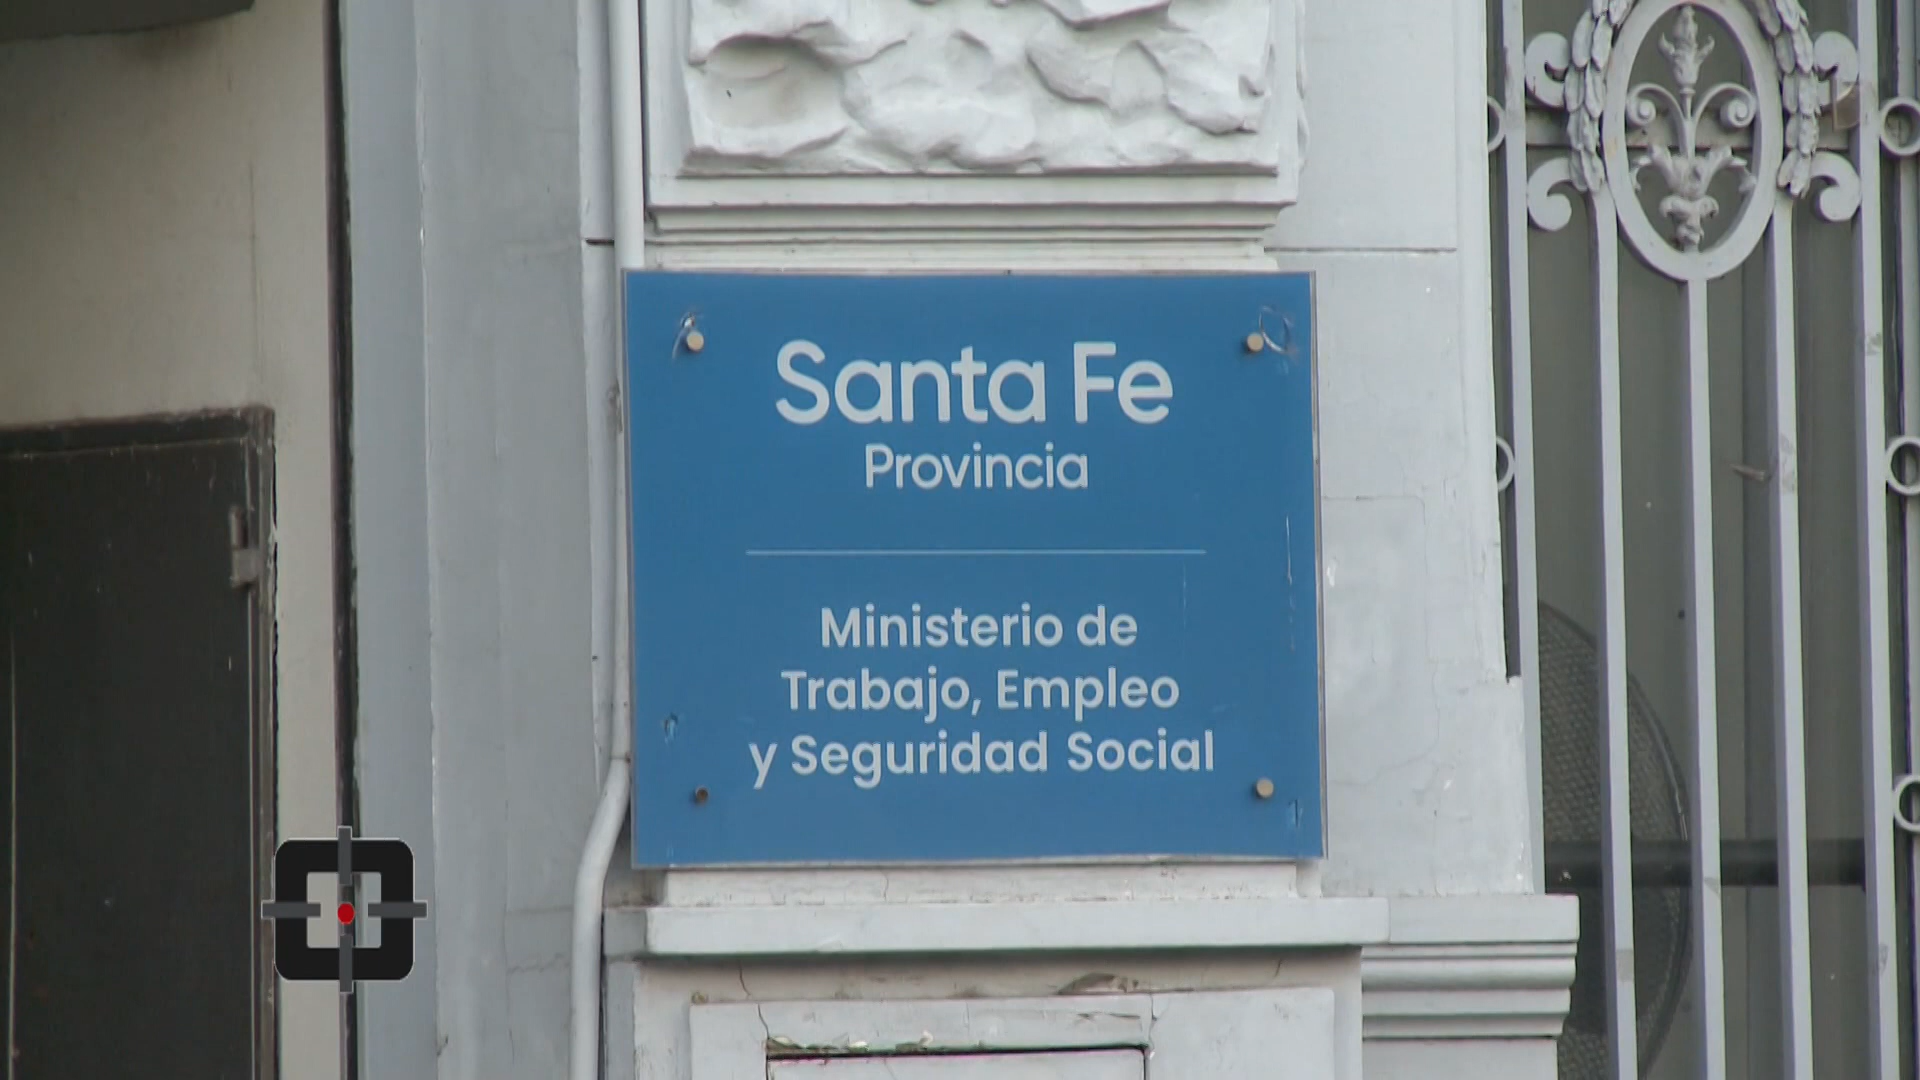 Santa Fe
Provincia
Ministerio de
Trabajo, Empleo
y Seguridad Social